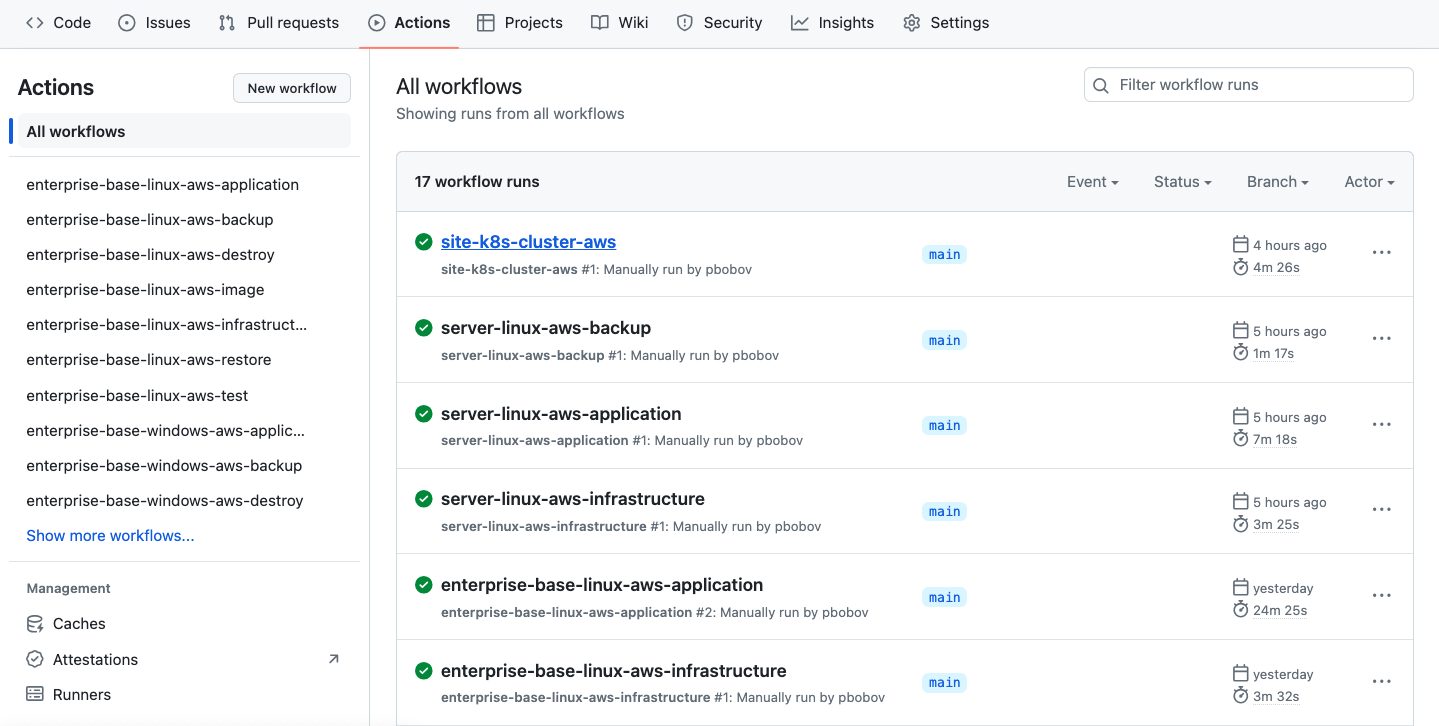 Code Issues Pull requests Actions Projects Wiki Security Insights Settings
Actions
New workflow
All workflows
enterprise-base-linux-aws-application
enterprise-base-linux-aws-backup
enterprise-base-linux-aws-destroy
enterprise-base-linux-aws-image
enterprise-base-linux-aws-infrastruct...
enterprise-base-linux-aws-restore
enterprise-base-linux-aws-test
enterprise-base-windows-aws-applic...
enterprise-base-windows-aws-backup
enterprise-base-windows-aws-destroy
Show more workflows...
Management
Caches
Attestations
Runners
All workflows
Showing runs from all workflows
Filter workflow runs
17 workflow runs Event Status Branch Actor
site-k8s-cluster-aws
site-k8s-cluster-aws #1: Manually run by pbobov
main
4 hours ago
4m 26s
server-linux-aws-backup
server-linux-aws-backup #1: Manually run by pbobov
main
5 hours ago
1m 17s
server-linux-aws-application
server-linux-aws-application #1: Manually run by pbobov
main
5 hours ago
7m 18s
server-linux-aws-infrastructure
server-linux-aws-infrastructure #1: Manually run by pbobov
main
5 hours ago
3m 25s
enterprise-base-linux-aws-application
enterprise-base-linux-aws-application #2: Manually run by pbobov
main
yesterday
24m 25s
enterprise-base-linux-aws-infrastructure
enterprise-base-linux-aws-infrastructure #1: Manually run by pbobov
main
yesterday
3m 32s